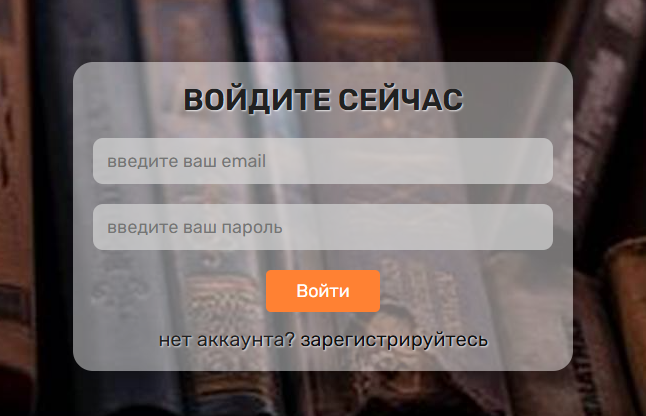 ВОЙДИТЕ СЕЙЧАС
введите ваш email
введите ваш пароль
Войти
нет аккаунта? зарегистрируйтесь